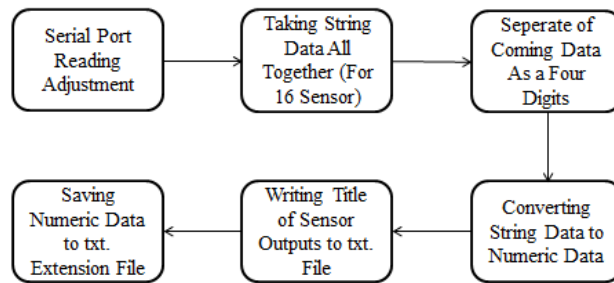 Serial Port
Reading
Adjustment
Taking String
Data All
Together (For
16 Sensor)
Seperate of
Coming Data
As a Four
Digits
Converting
String Data to
Numeric Data
Writing Title
of Sensor
Outputs to txt.
File
Saving
Numeric Data
to txt.
Extension File